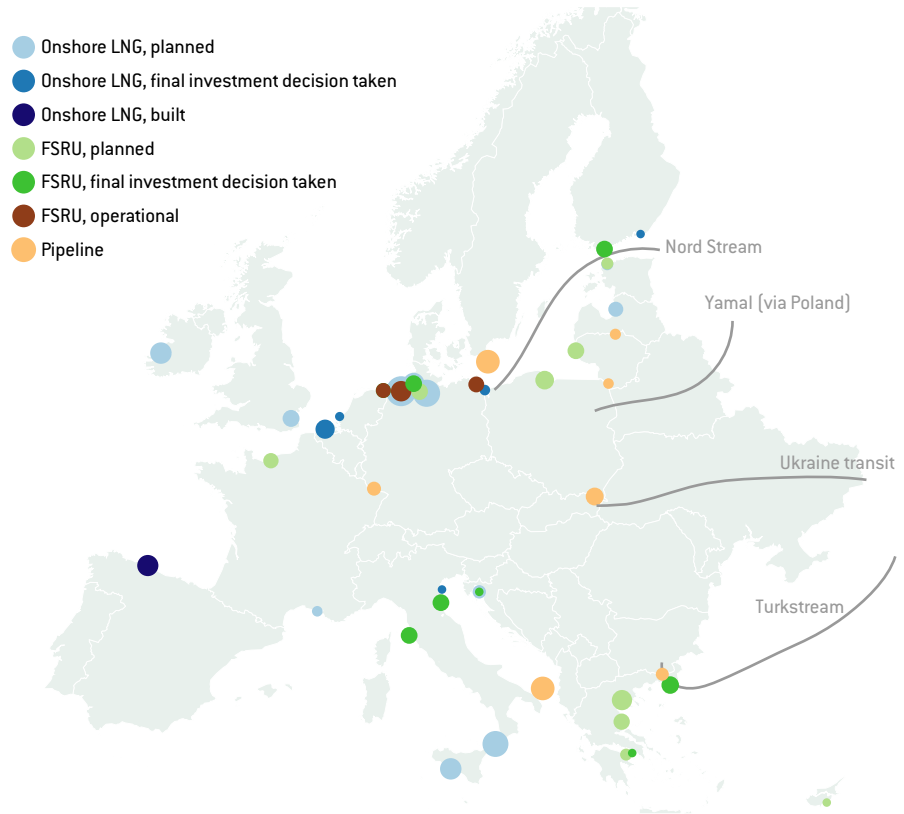 Onshore LNG, planned
Onshore LNG, final investment decision taken
Onshore LNG, built
FSRU, planned
FSRU, final investment decision taken
FSRU, operational
Pipeline
Nord Stream
Yamal (via Poland)
Ukraine transit
Turkstream